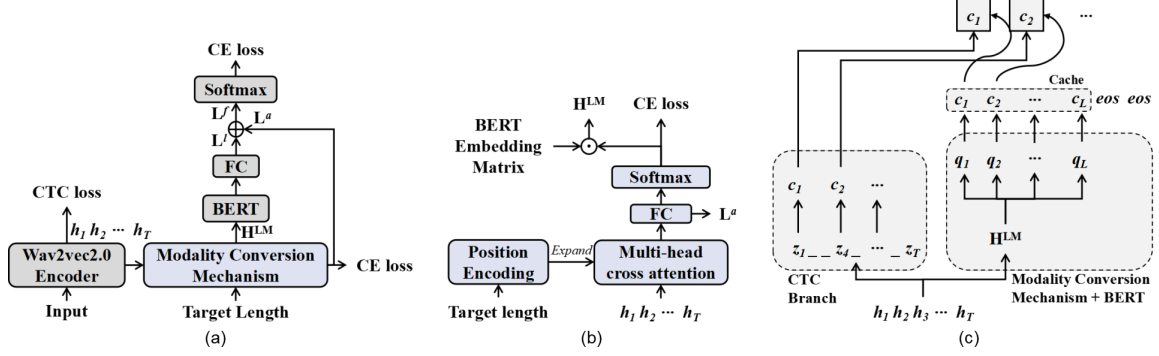 CE loss
Softmax
L^f
L^a
L^l
FC
CTC loss
BERT
h_1 h_2 ··· h_T
H^LM
Wav2vec2.0
Encoder
Modality Conversion
Mechanism
CE loss
Input
Target Length
(a)
H^LM
CE loss
BERT
Embedding
Matrix
Softmax
FC
L^a
Position
Encoding
Expand
Multi-head
cross attention
Target length
h_1 h_2 ··· h_T
(b)
c_1 c_2 ···
Cache
c_1 c_2 ··· c_L eos eos
q_1 q_2 ··· q_L
c_1 c_2 ···
H^LM
z_1 _ _ z_4 _ ··· _ z_T
CTC
Branch
Modality Conversion
Mechanism + BERT
h_1 h_2 h_3 ··· h_T
(c)